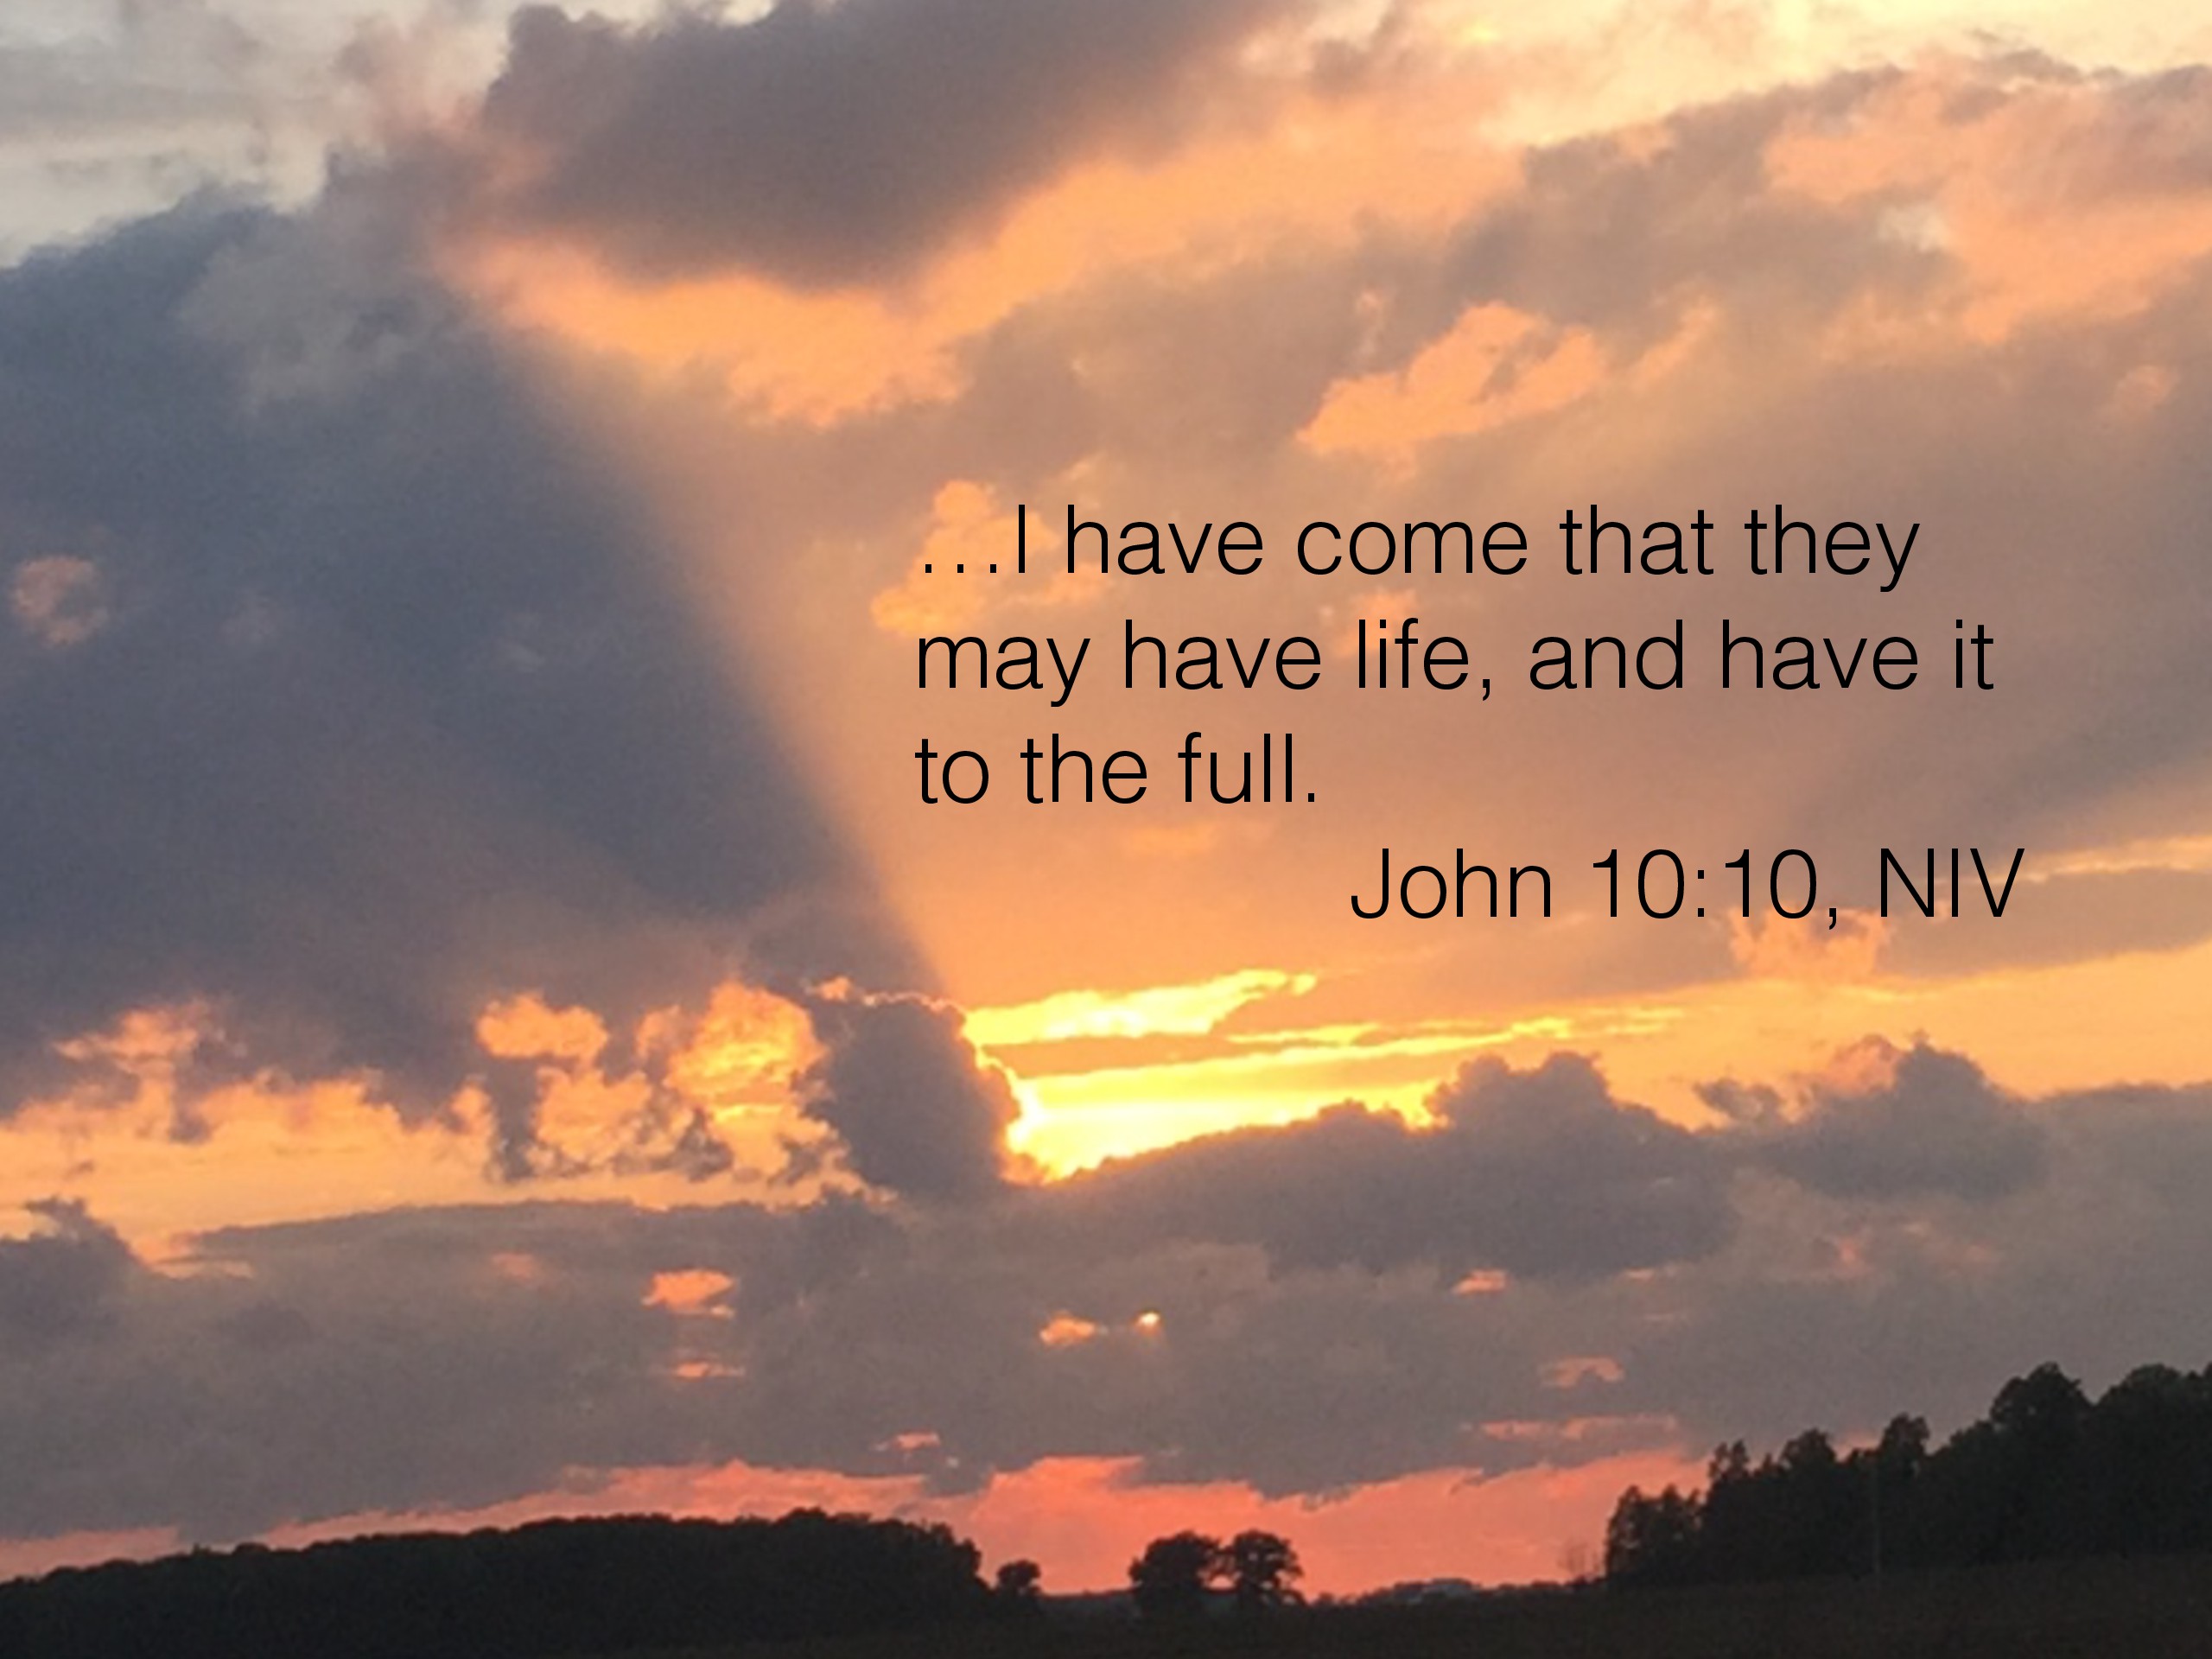 …I have come that they
may have life, and have it
to the full.
John 10:10, NIV